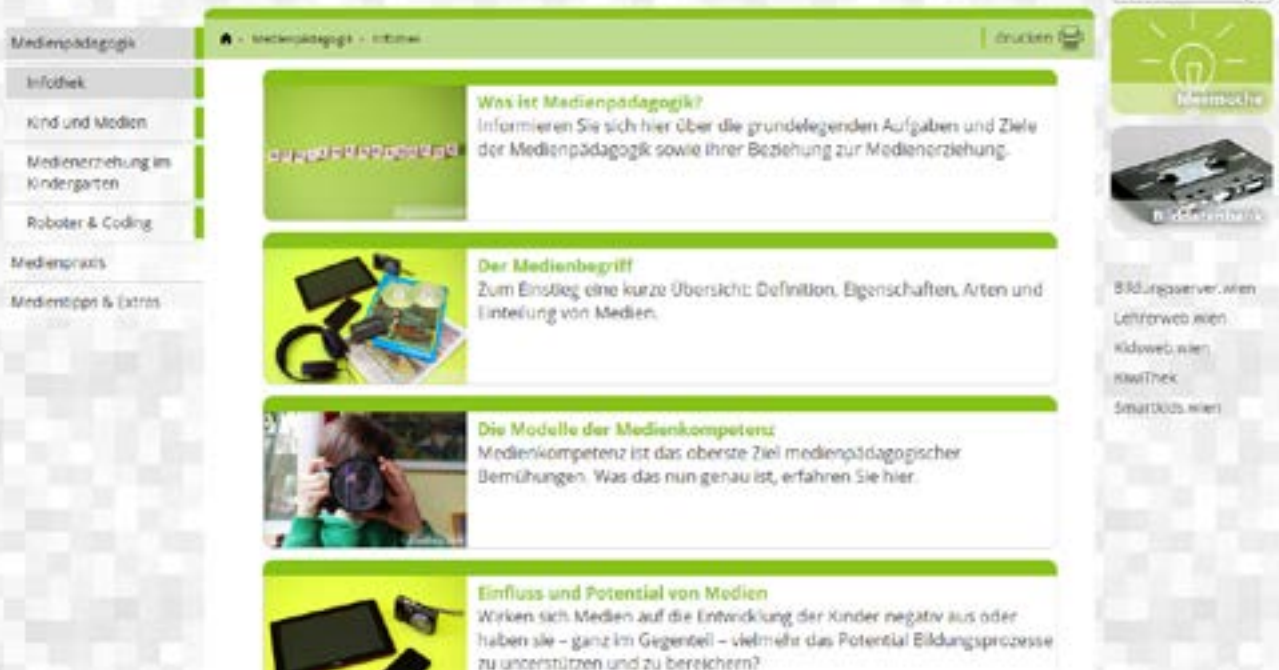 Medienpädagogik
Infothek
Kind und Medien
Medienerziehung im
Kindergarten
Roboter & Coding
Medienpraxis
Medientipps & Extras
Medienpädagogik - Infothek
drucken
Was ist Medienpädagogik?
Informieren Sie sich hier über die grundelegenden Aufgaben und Ziele
der Medienpädagogik sowie ihrer Beziehung zur Medienerziehung.
Der Medienbegriff
Zum Einstieg eine kurze Übersicht: Definition, Eigenschaften, Arten und
Einteilung von Medien.
Die Modelle der Medienkompetenz
Medienkompetenz ist das oberste Ziel medienpädagogischer
Bemühungen. Was das nun genau ist, erfahren Sie hier.
Einfluss und Potential von Medien
Wirken sich Medien auf die Entwicklung der Kinder negativ aus oder
haben sie – ganz im Gegenteil – vielmehr das Potential Bildungsprozesse
zu unterstützen und zu bereichern?
Bilddatenbank
Bildungsserver.wien
Lehrerweb.wien
Kidsweb.wien
KiwiThek
Smartkids.wien